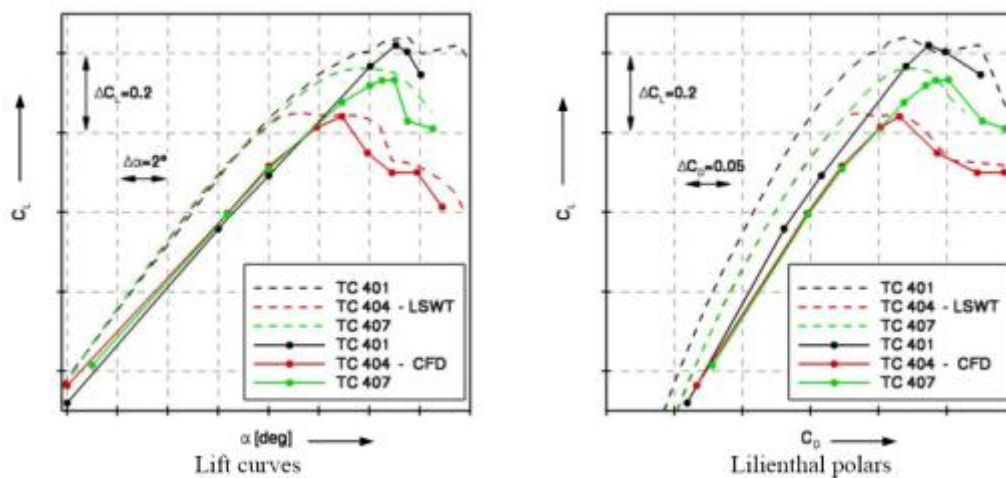 ΔC_L=0.2
Δα=2°
C_L
TC 401
TC 404 - LSWT
TC 407
TC 401
TC 404 - CFD
TC 407
α [deg]
Lift curves
ΔC_L=0.2
ΔC_D=0.05
C_L
TC 401
TC 404 - LSWT
TC 407
TC 401
TC 404 - CFD
TC 407
C_D
Lilienthal polars